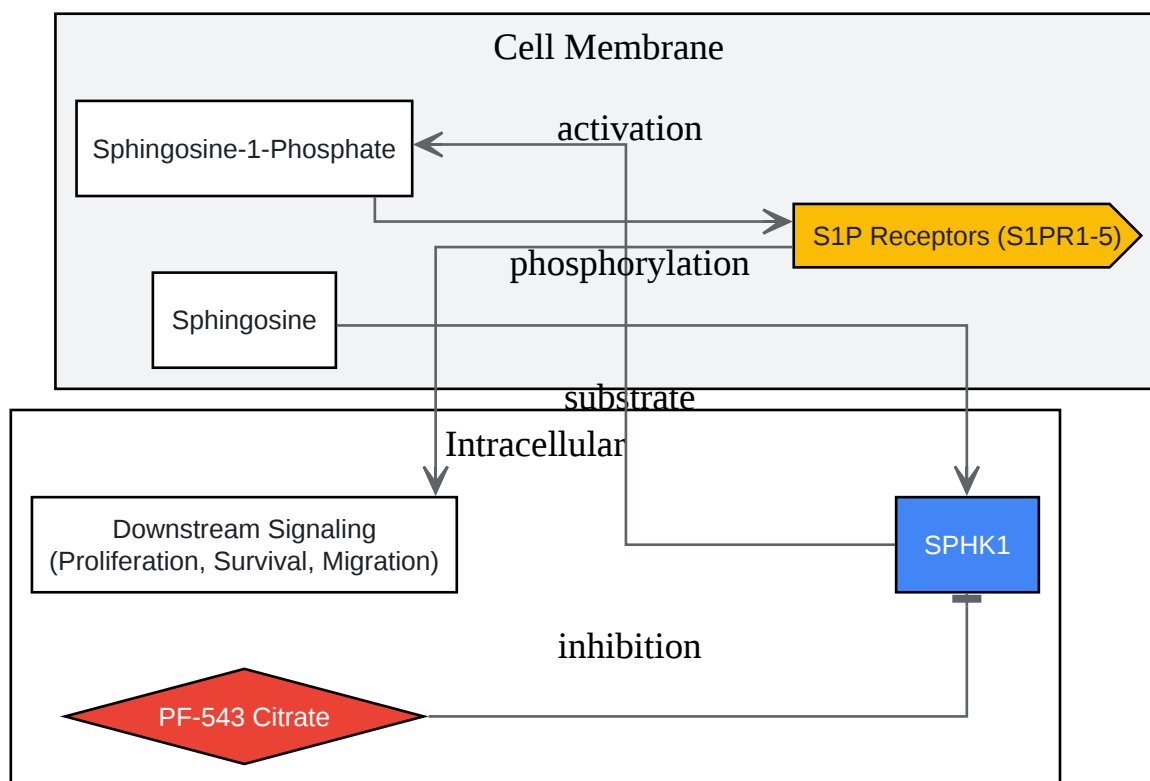 Cell Membrane
activation
Sphingosine-1-Phosphate
S1P Receptors (S1PR1-5)
phosphorylation
Sphingosine
substrate
Intracellular
Downstream Signaling
(Proliferation, Survival, Migration)
SPHK1
inhibition
PF-543 Citrate